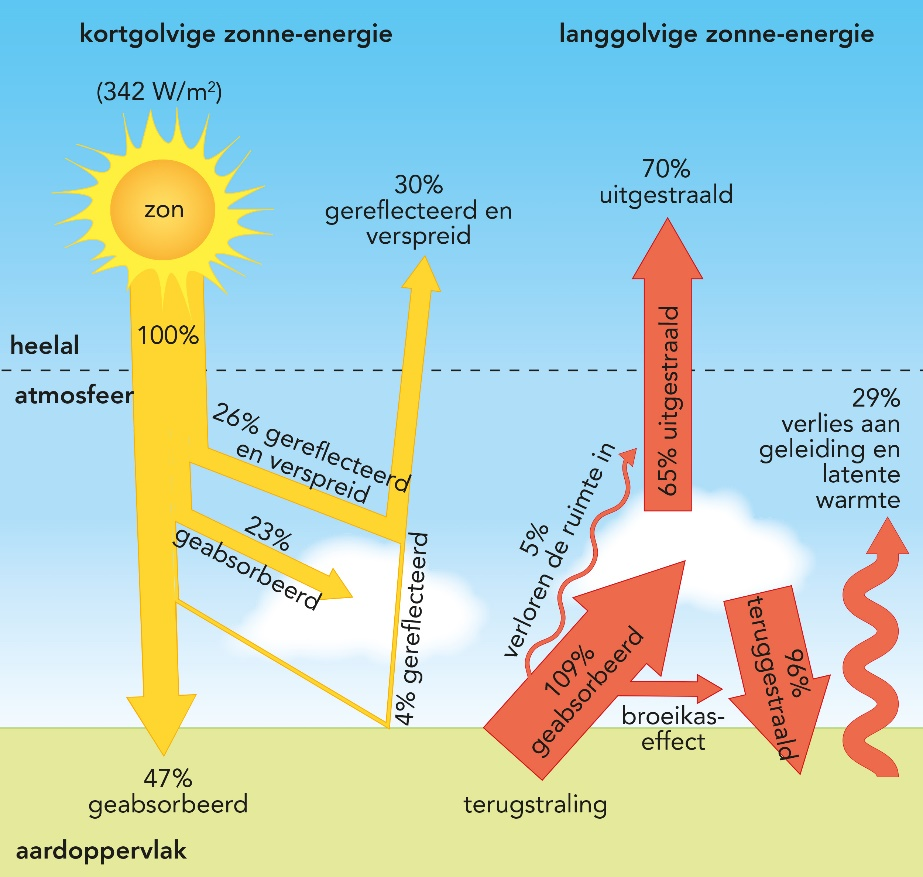 kortgolvige zonne-energie
langgolvige zonne-energie
(342 W/m²)
zon
100%
30%
gereflecteerd en
verspreid
70%
uitgestraald
heelal
atmosfeer
26% gereflecteerd
en verspreid
23%
geabsorbeerd
4% gereflecteerd
47%
geabsorbeerd
5%
verloren de ruimte in
65% uitgestraald
109%
geabsorbeerd
broeikas-
effect
96%
teruggestraald
29%
verlies aan
geleiding en
latente
warmte
terugstraling
aardoppervlak